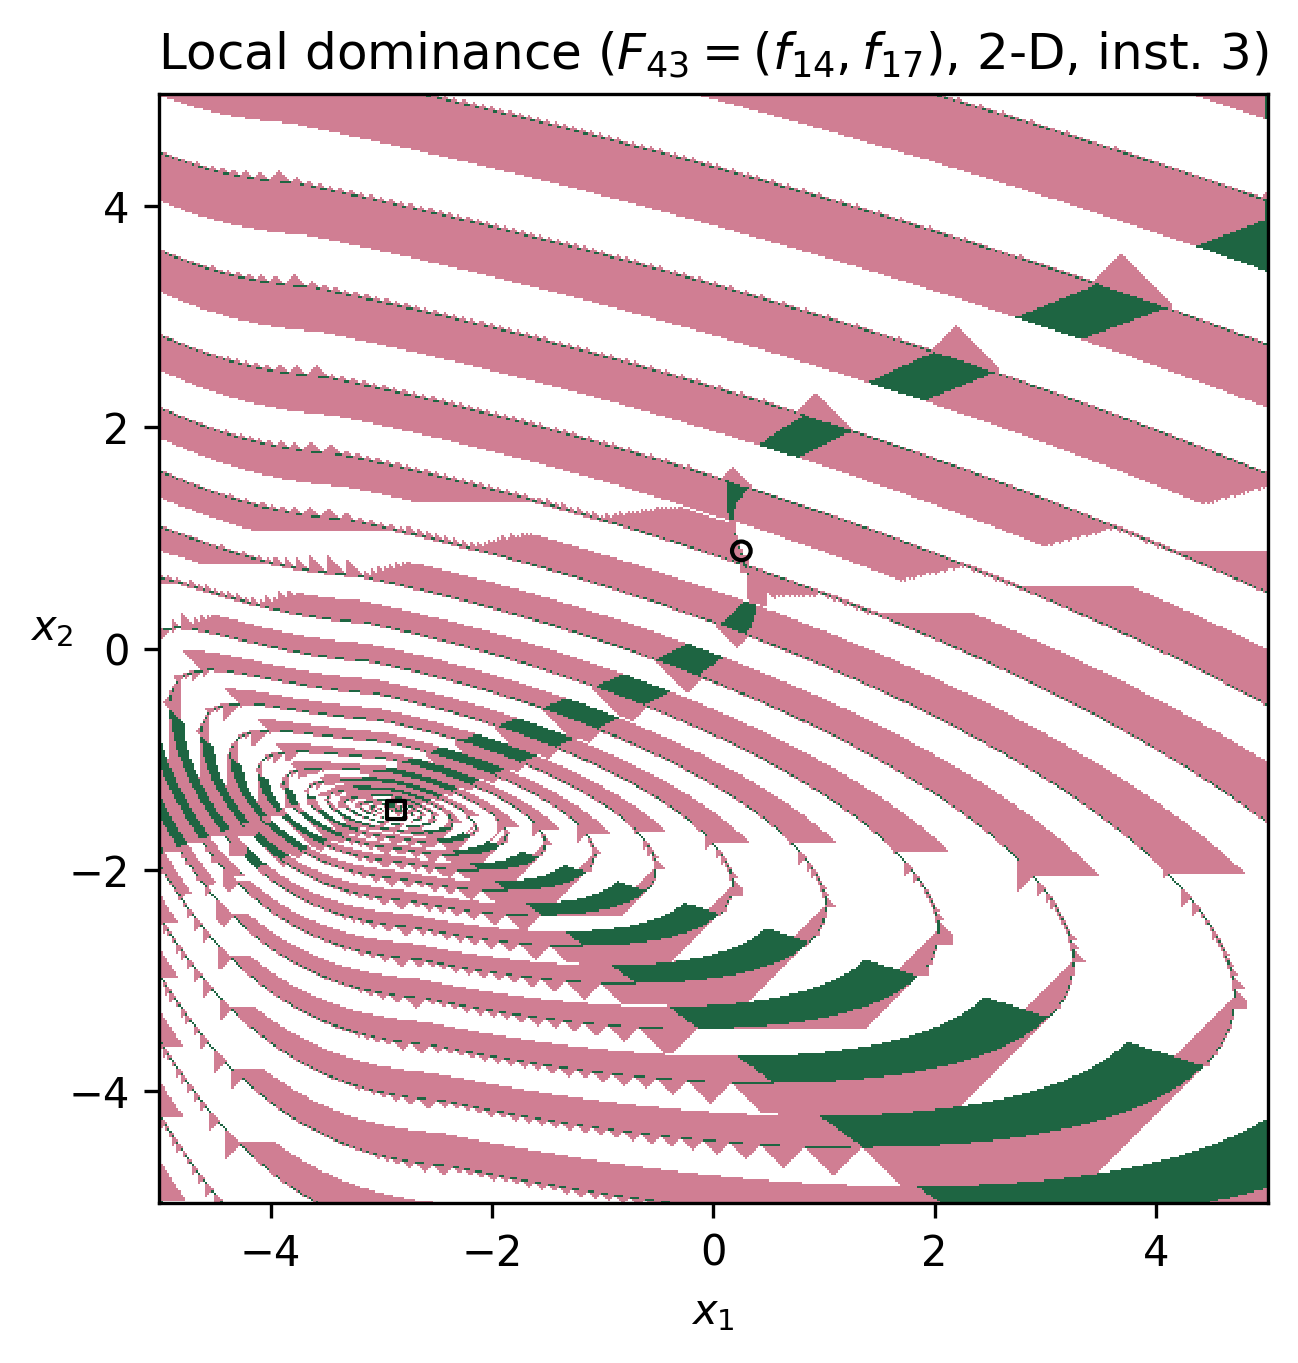 Local dominance (F₄₃ = (f₁₄, f₁₇), 2-D, inst. 3)
4
2
x₂
0
−2
−4
−4 −2 0 2 4
x₁